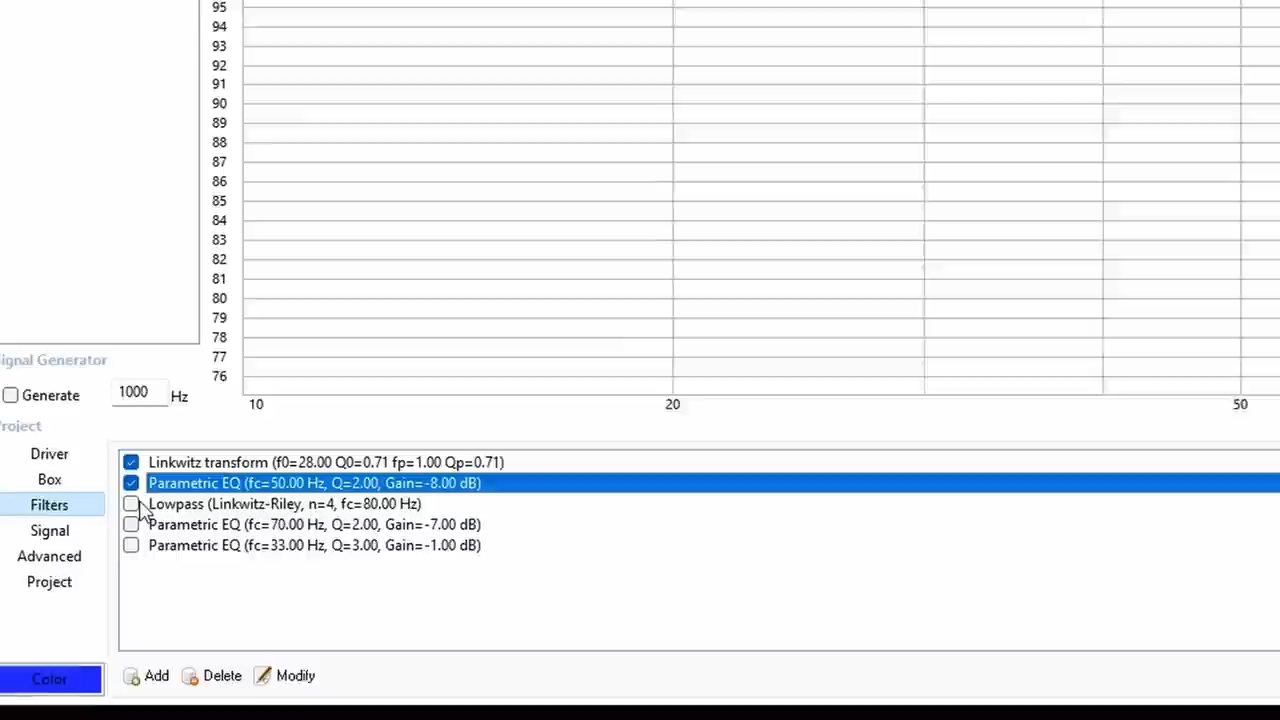 95
94
93
92
91
90
89
88
87
86
85
84
83
82
81
80
79
78
77
76
10 20 50
ignal Generator
Generate 1000 Hz
roject
Driver
Box
Filters
Signal
Advanced
Project
Color
Linkwitz transform (f0=28.00 Q0=0.71 fp=1.00 Qp=0.71)
Parametric EQ (fc=50.00 Hz, Q=2.00, Gain=-8.00 dB)
Lowpass (Linkwitz-Riley, n=4, fc=80.00 Hz)
Parametric EQ (fc=70.00 Hz, Q=2.00, Gain=-7.00 dB)
Parametric EQ (fc=33.00 Hz, Q=3.00, Gain=-1.00 dB)
Add Delete Modify